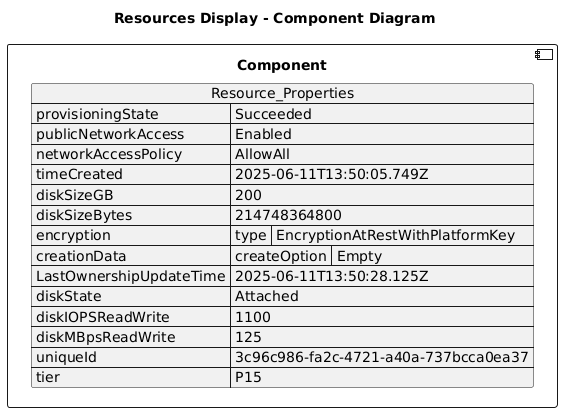 Resources Display - Component Diagram
Component
Resource_Properties
provisioningState Succeeded
publicNetworkAccess Enabled
networkAccessPolicy AllowAll
timeCreated 2025-06-11T13:50:05.749Z
diskSizeGB 200
diskSizeBytes 214748364800
encryption type EncryptionAtRestWithPlatformKey
creationData createOption Empty
LastOwnershipUpdateTime 2025-06-11T13:50:28.125Z
diskState Attached
diskIOPSReadWrite 1100
diskMBpsReadWrite 125
uniqueId 3c96c986-fa2c-4721-a40a-737bcca0ea37
tier P15